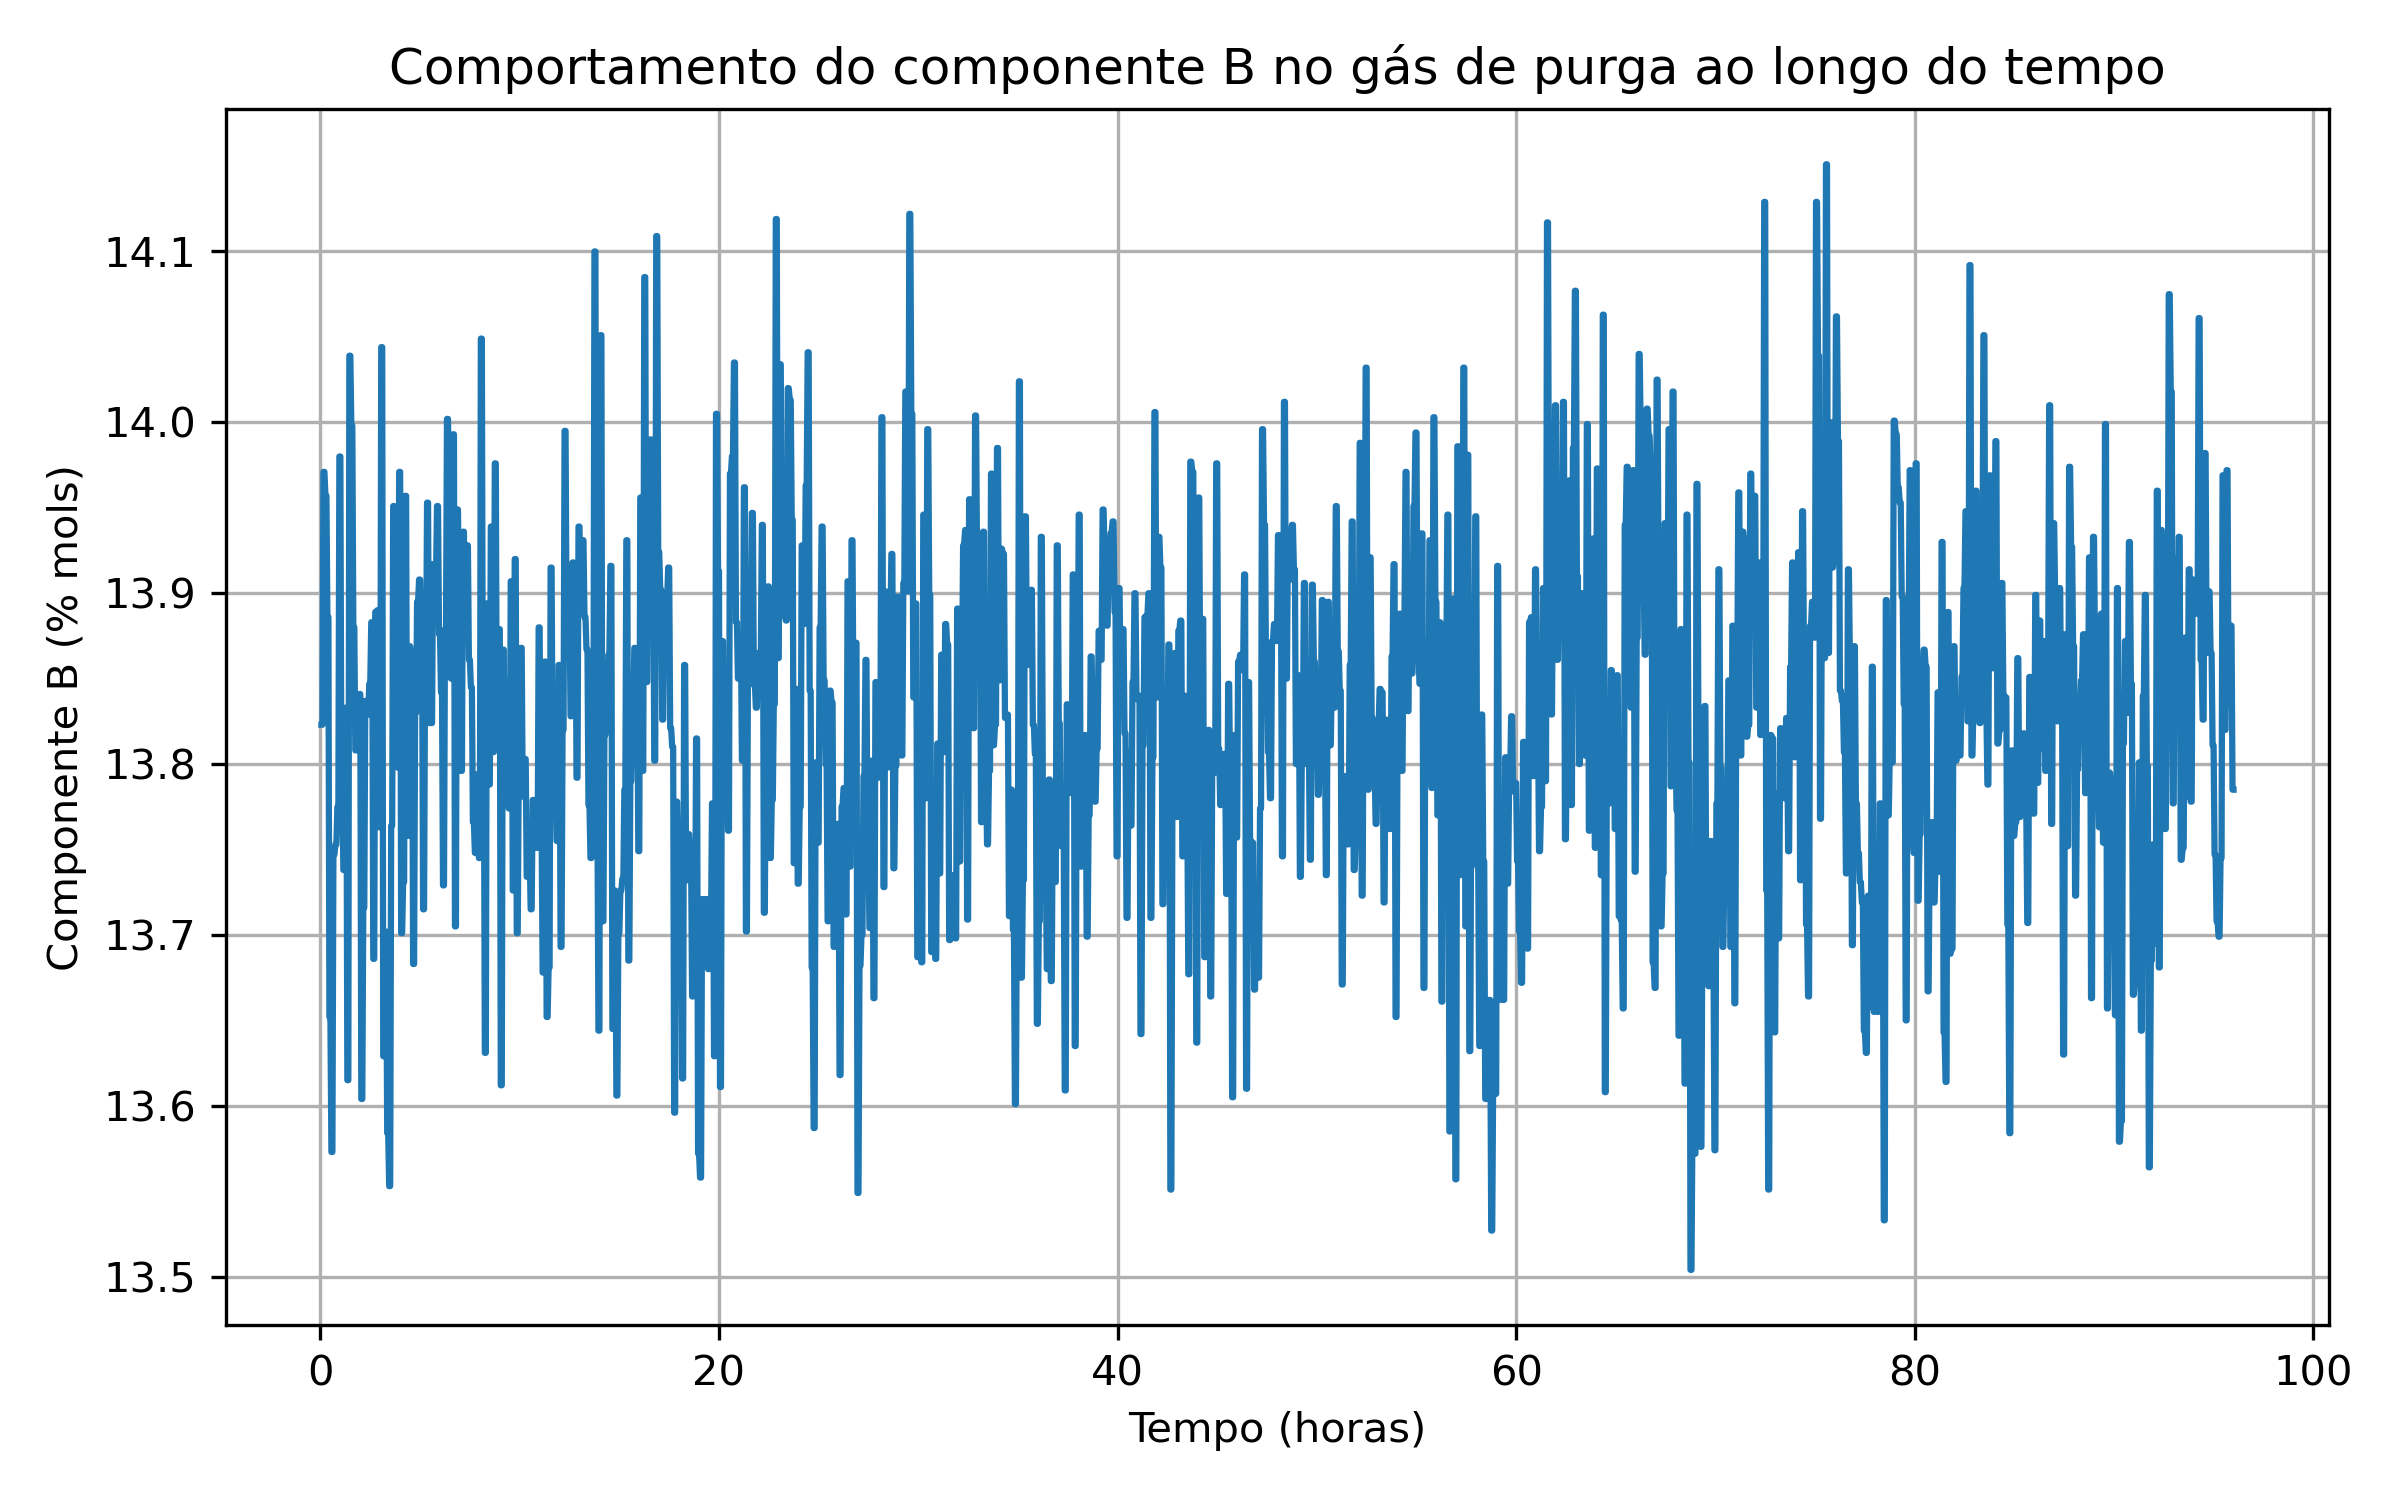 Comportamento do componente B no gás de purga ao longo do tempo
Componente B (% mols)
14.1
14.0
13.9
13.8
13.7
13.6
13.5
0 20 40 60 80 100
Tempo (horas)